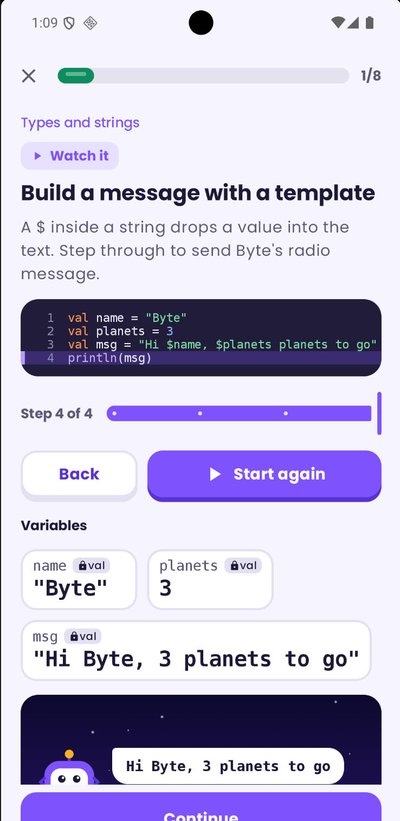 1:09
1/8
Types and strings
Watch it
Build a message with a template
A $ inside a string drops a value into the
text. Step through to send Byte's radio
message.
1 val name = "Byte"
2 val planets = 3
3 val msg = "Hi $name, $planets planets to go"
4 println(msg)
Step 4 of 4
Back
Start again
Variables
name val
"Byte"
planets val
3
msg val
"Hi Byte, 3 planets to go"
Hi Byte, 3 planets to go
Continue